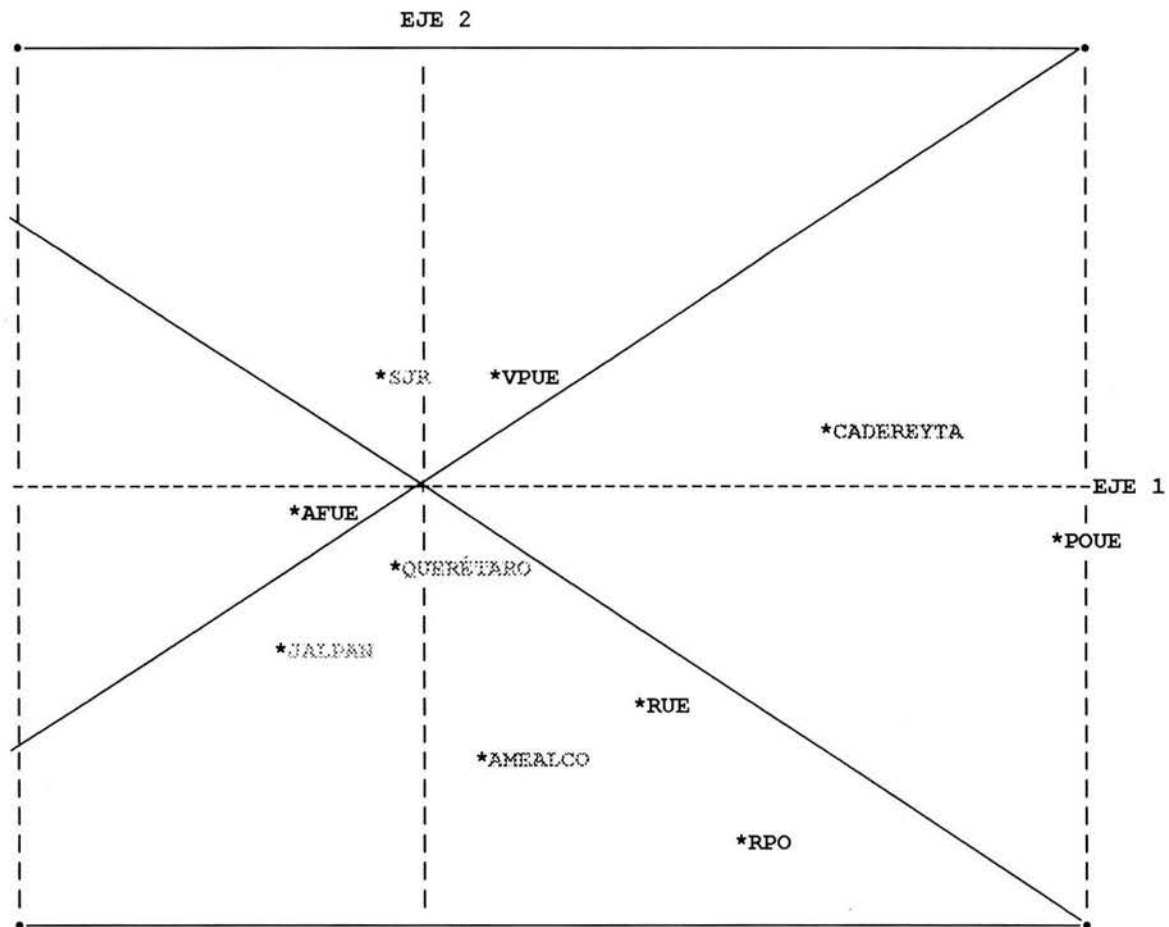 EJE 2
*SJR *VPUE
*CADEREYTA
EJE 1
*AFUE
*POUE
*QUERÉTARO
*JALPAN
*RUE
*AMEALCO
*RPO